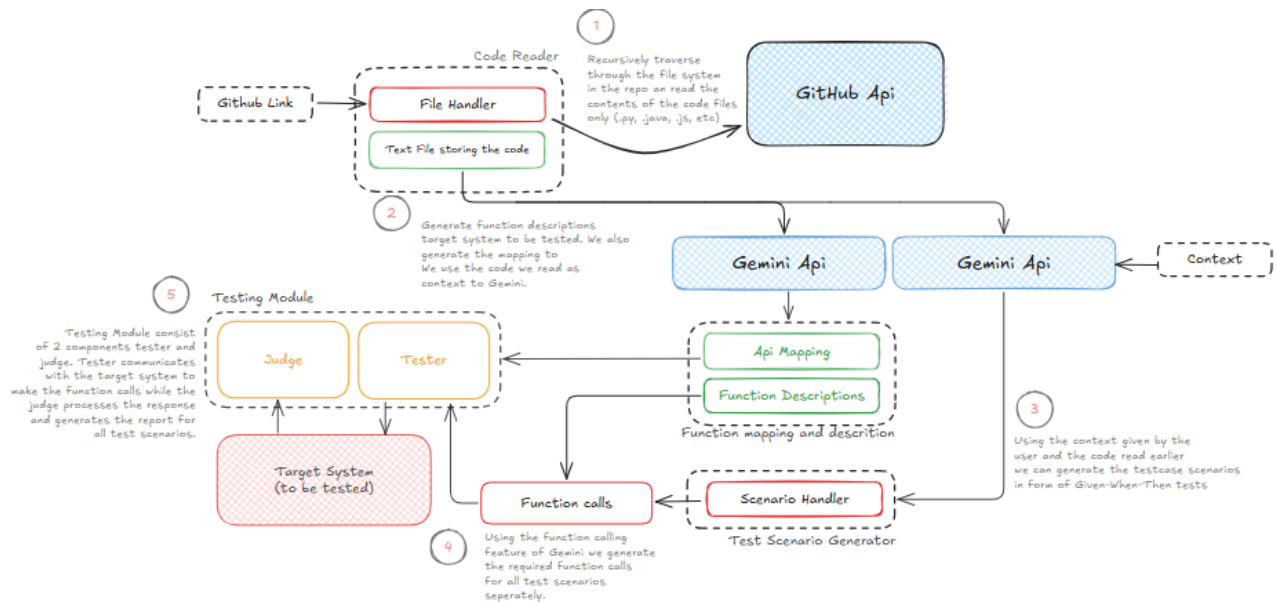 1
Code Reader
Recursively traverse
through the file system
in the repo an read the
contents of the code files
only (.py, .java, .js, etc)
GitHub Api
Github Link
File Handler
Text File storing the code
2
Generate function descriptions
target system to be tested. We also
generate the mapping to
We use the code we read as
context to Gemini.
Gemini Api
Gemini Api
Context
5
Testing Module
Testing Module consist
of 2 components tester and
judge. Tester communicates
with the target system to
make the function calls while the
judge processes the response
and generates the report for
all test scenarios.
Judge
Tester
Api Mapping
Function Descriptions
Function mapping and descrition
3
Using the context given by the
user and the code read earlier
we can generate the testcase scenarios
in form of Given-When-Then tests
Target System
(to be tested)
Function calls
Scenario Handler
Test Scenario Generator
4
Using the function calling
feature of Gemini we generate
the required function calls
for all test scenarios
seperately.